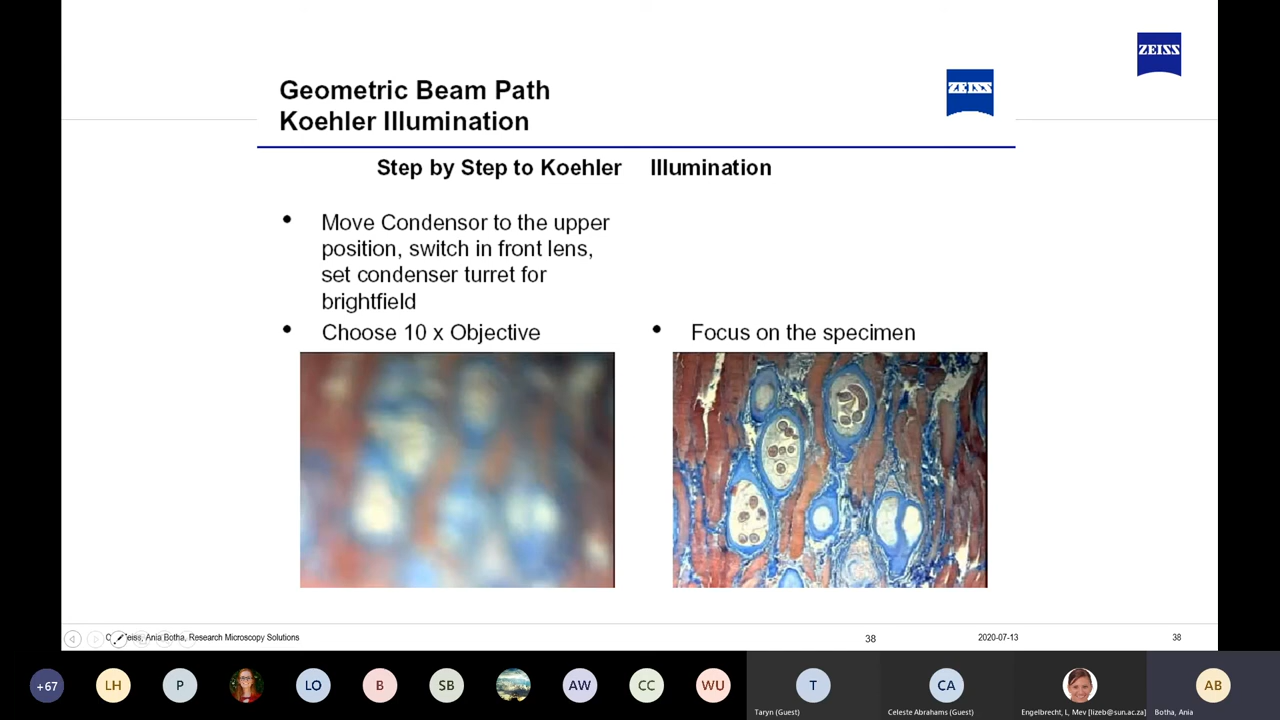 ZEISS
ZEISS
Geometric Beam Path
Koehler Illumination
Step by Step to Koehler Illumination
• Move Condensor to the upper
position, switch in front lens,
set condenser turret for
brightfield
• Choose 10 x Objective
• Focus on the specimen
Ania Botha, Research Microscopy Solutions
38
2020-07-13
38
+67
LH
P
LO
B
SB
AW
CC
WU
T
Taryn (Guest)
CA
Celeste Abrahams (Guest)
Engelbrecht, L, Mev [lizeb@sun.ac.za]
AB
Botha, Ania